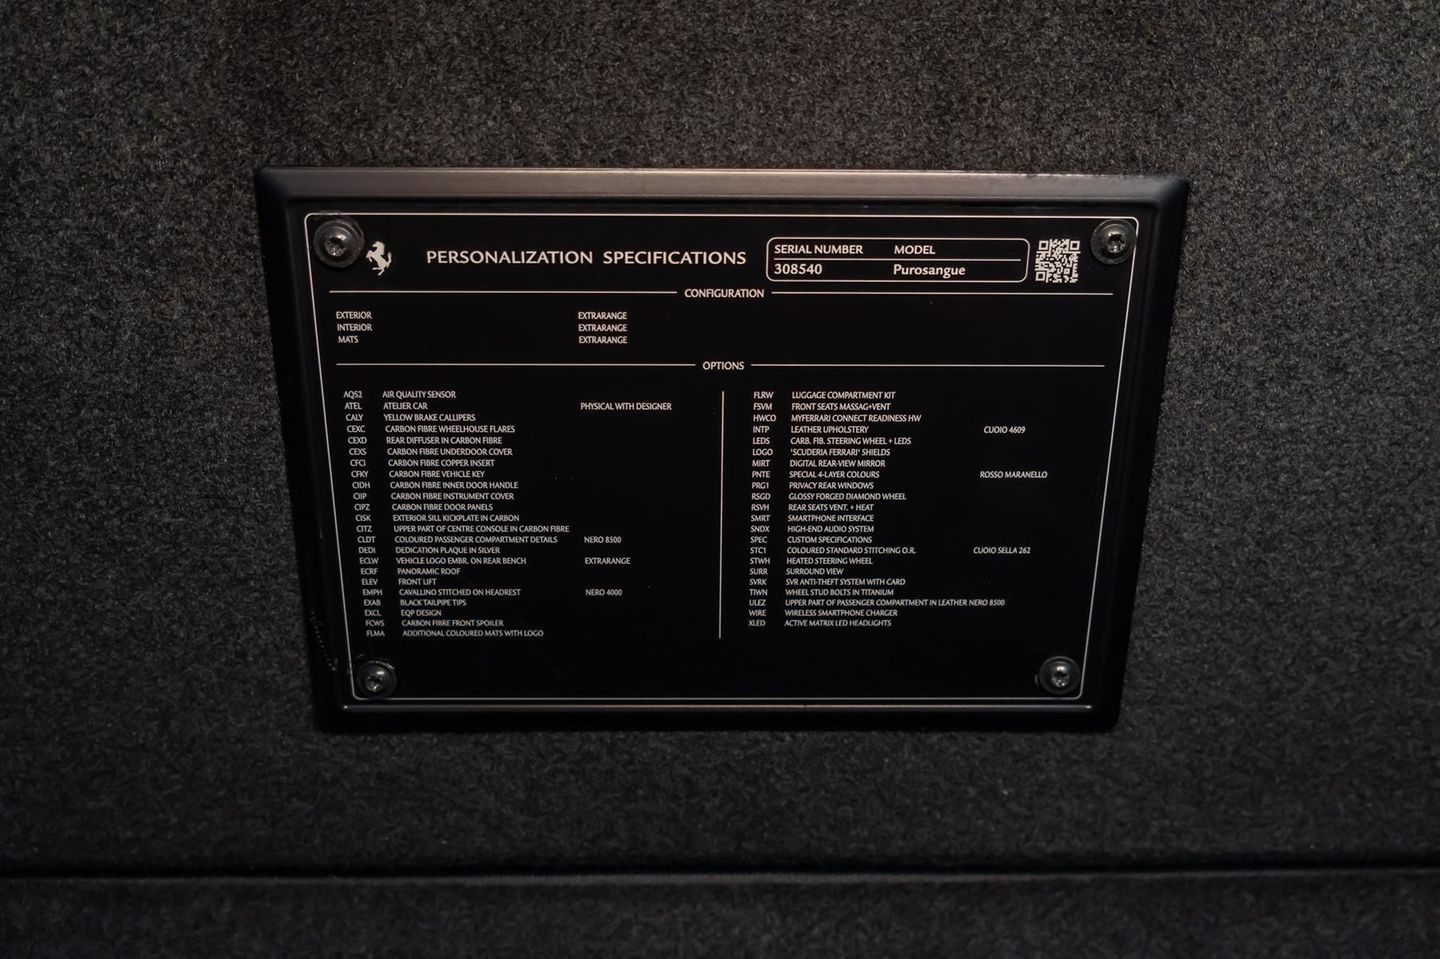 PERSONALIZATION SPECIFICATIONS
SERIAL NUMBER MODEL
308540 Purosangue
CONFIGURATION
EXTERIOR EXTRARANGE
INTERIOR EXTRARANGE
MATS EXTRARANGE
OPTIONS
AQS2 AIR QUALITY SENSOR
ATEL ATELIER CAR PHYSICAL WITH DESIGNER
CALY YELLOW BRAKE CALLIPERS
CEXC CARBON FIBRE WHEELHOUSE FLARES
CEXD REAR DIFFUSER IN CARBON FIBRE
CEXS CARBON FIBRE UNDERDOOR COVER
CFCI CARBON FIBRE COPPER INSERT
CFKY CARBON FIBRE VEHICLE KEY
CIDH CARBON FIBRE INNER DOOR HANDLE
CIIP CARBON FIBRE INSTRUMENT COVER
CIPZ CARBON FIBRE DOOR PANELS
CISK EXTERIOR SILL KICKPLATE IN CARBON
CITZ UPPER PART OF CENTRE CONSOLE IN CARBON FIBRE
CLDT COLOURED PASSENGER COMPARTMENT DETAILS NERO 8500
DEDI DEDICATION PLAQUE IN SILVER
ECLW VEHICLE LOGO EMBR. ON REAR BENCH EXTRARANGE
ECRF PANORAMIC ROOF
ELEV FRONT LIFT
EMPH CAVALLINO STITCHED ON HEADREST NERO 4000
EXAB BLACK TAILPIPE TIPS
EXCL EQP DESIGN
FCWS CARBON FIBRE FRONT SPOILER
FLMA ADDITIONAL COLOURED MATS WITH LOGO
FLRW LUGGAGE COMPARTMENT KIT
FSVM FRONT SEATS MASSAG+VENT
HWCO MYFERRARI CONNECT READINESS HW
INTP LEATHER UPHOLSTERY CUOIO 4609
LEDS CARB. FIB. STEERING WHEEL + LEDS
LOGO 'SCUDERIA FERRARI' SHIELDS
MIRT DIGITAL REAR-VIEW MIRROR
PNTE SPECIAL 4-LAYER COLOURS ROSSO MARANELLO
PRG1 PRIVACY REAR WINDOWS
RSGD GLOSSY FORGED DIAMOND WHEEL
RSVH REAR SEATS VENT. + HEAT
SMRT SMARTPHONE INTERFACE
SNDX HIGH-END AUDIO SYSTEM
SPEC CUSTOM SPECIFICATIONS
STC1 COLOURED STANDARD STITCHING O.R. CUOIO SELLA 262
STWH HEATED STEERING WHEEL
SURR SURROUND VIEW
SVRK SVR ANTI-THEFT SYSTEM WITH CARD
TIWN WHEEL STUD BOLTS IN TITANIUM
ULEZ UPPER PART OF PASSENGER COMPARTMENT IN LEATHER NERO 8500
WIRE WIRELESS SMARTPHONE CHARGER
XLED ACTIVE MATRIX LED HEADLIGHTS